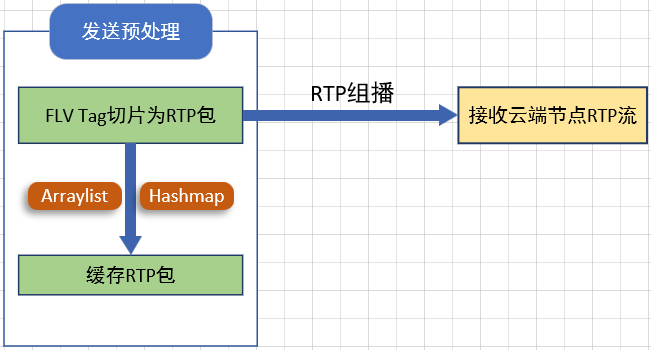 发送预处理
FLV Tag切片为RTP包
RTP组播
接收云端节点RTP流
Arraylist
Hashmap
缓存RTP包